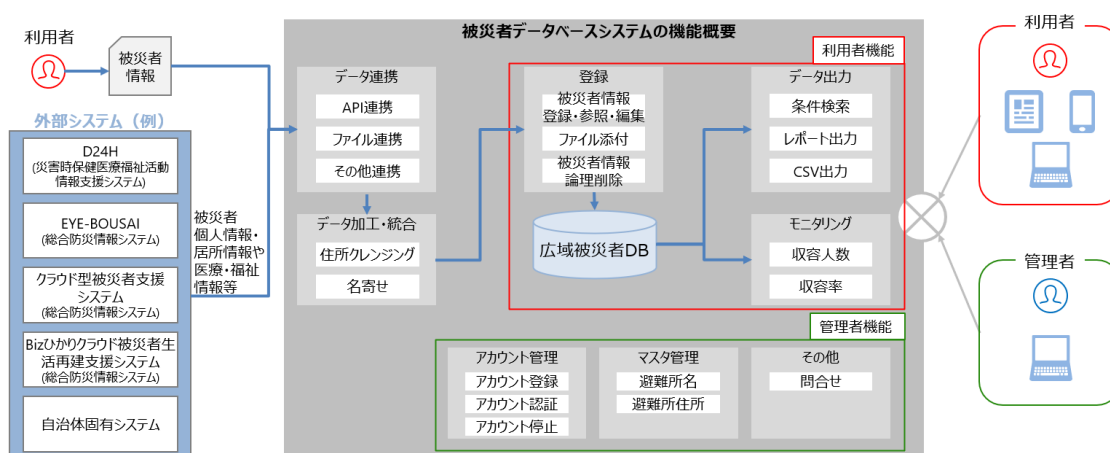 利用者
被災者
情報
外部システム（例）
D24H
(災害時保健医療福祉活動
情報支援システム)
EYE-BOUSAI
(総合防災情報システム)
クラウド型被災者支援
システム
(総合防災情報システム)
Bizひかりクラウド被災者生
活再建支援システム
(総合防災情報システム)
自治体固有システム
被災者
個人情報・
居所情報や
医療・福祉
情報等
被災者データベースシステムの機能概要
利用者機能
データ連携
API連携
ファイル連携
その他連携
データ加工・統合
住所クレンジング
名寄せ
登録
被災者情報
登録・参照・編集
ファイル添付
被災者情報
論理削除
広域被災者DB
データ出力
条件検索
レポート出力
CSV出力
モニタリング
収容人数
収容率
管理者機能
アカウント管理
アカウント登録
アカウント認証
アカウント停止
マスタ管理
避難所名
避難所住所
その他
問合せ
利用者
管理者